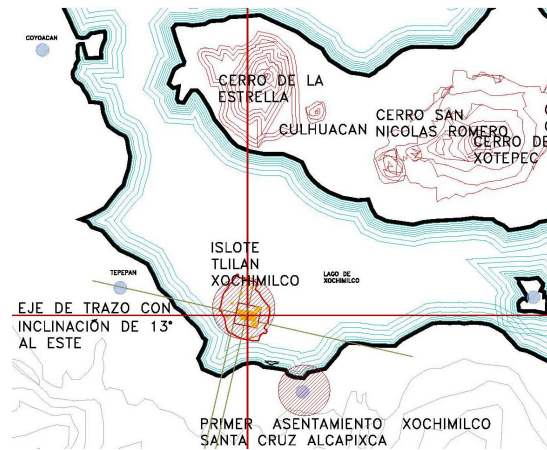 COYOACAN
CERRO DE LA
ESTRELLA
CULHUACAN
CERRO SAN
NICOLAS ROMERO
CERRO DE
XOTEPEC
ISLOTE
TLILAN
XOCHIMILCO
TEPEPAN
LAGO DE
XOCHIMILCO
EJE DE TRAZO CON
INCLINACIÓN DE 13°
AL ESTE
PRIMER ASENTAMIENTO XOCHIMILCO
SANTA CRUZ ALCAPIXCA